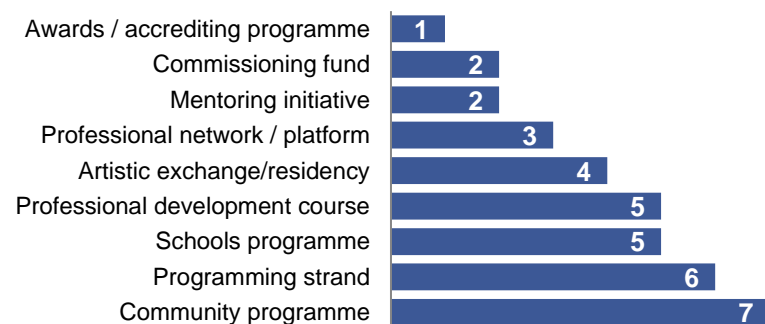 Awards / accrediting programme 1
Commissioning fund 2
Mentoring initiative 2
Professional network / platform 3
Artistic exchange/residency 4
Professional development course 5
Schools programme 5
Programming strand 6
Community programme 7